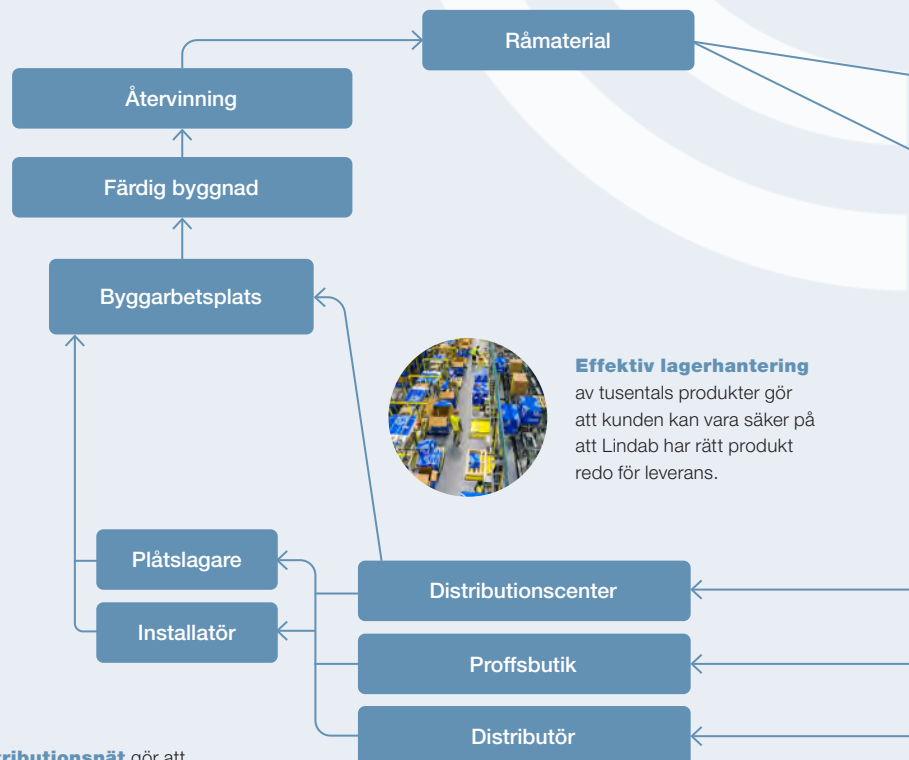 Råmaterial
Återvinning
Färdig byggnad
Byggarbetsplats
Effektiv lagerhantering
av tusentals produkter gör
att kunden kan vara säker på
att Lindab har rätt produkt
redo för leverans.
Plåtslagare
Distributionscenter
Installatör
Proffsbutik
Distributör
tributionsnät gör att